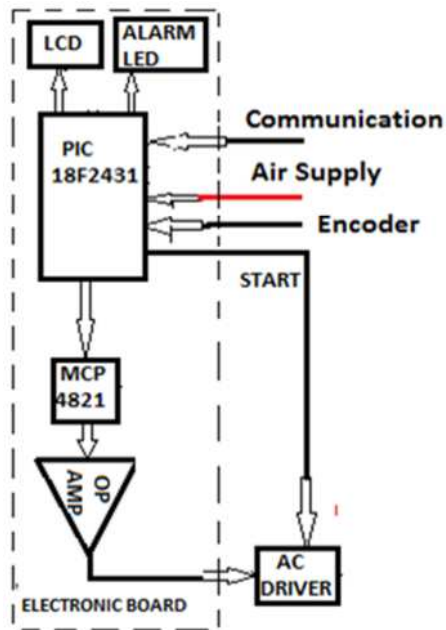 LCD
ALARM
LED
PIC
18F2431
Communication
Air Supply
Encoder
START
MCP
4821
OP
AMP
AC
DRIVER
ELECTRONIC BOARD